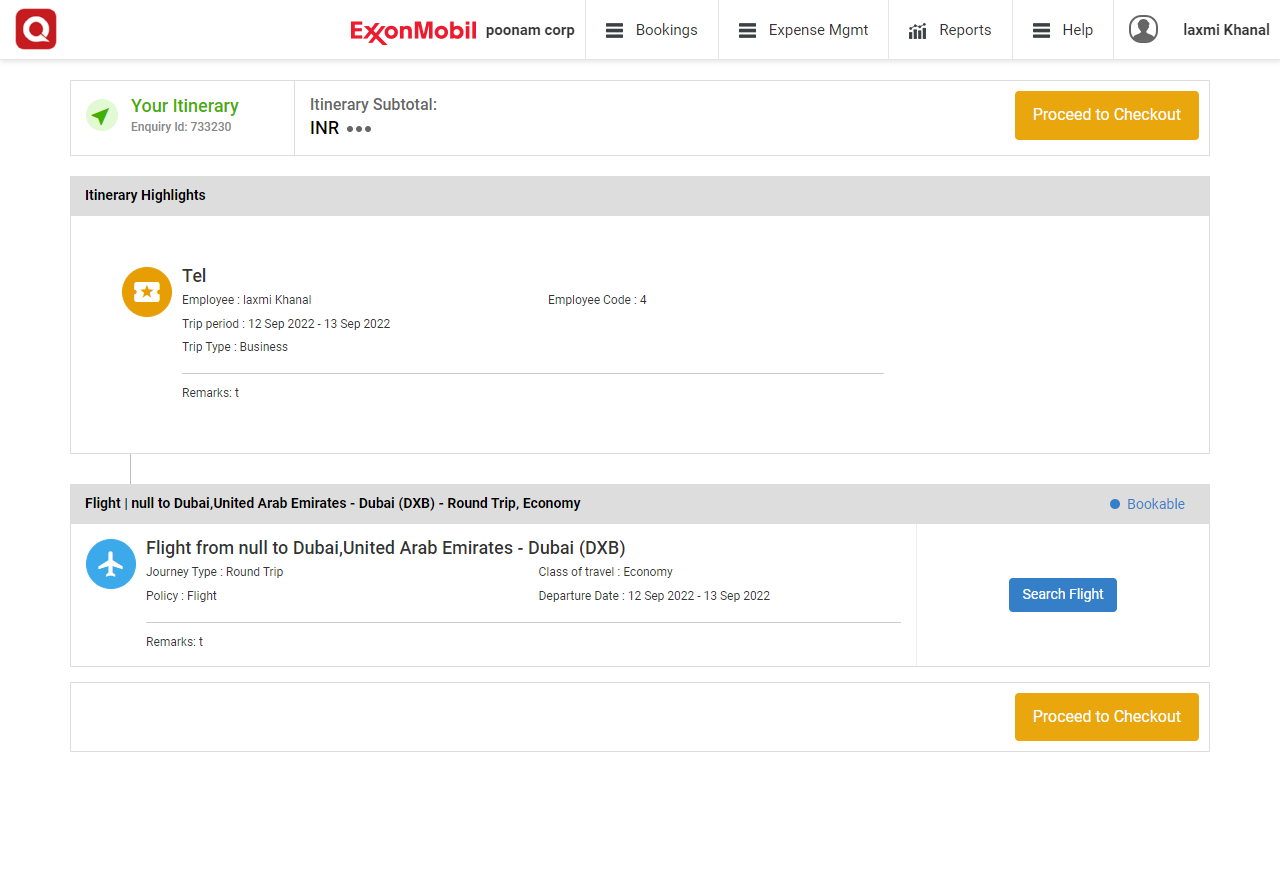 ExxonMobil poonam corp Bookings Expense Mgmt Reports Help laxmi Khanal
Your Itinerary
Enquiry Id: 733230
Itinerary Subtotal:
INR
Proceed to Checkout
Itinerary Highlights
Tel
Employee : laxmi Khanal Employee Code : 4
Trip period : 12 Sep 2022 - 13 Sep 2022
Trip Type : Business
Remarks: t
Flight | null to Dubai,United Arab Emirates - Dubai (DXB) - Round Trip, Economy Bookable
Flight from null to Dubai,United Arab Emirates - Dubai (DXB)
Journey Type : Round Trip Class of travel : Economy
Policy : Flight Departure Date : 12 Sep 2022 - 13 Sep 2022
Search Flight
Remarks: t
Proceed to Checkout